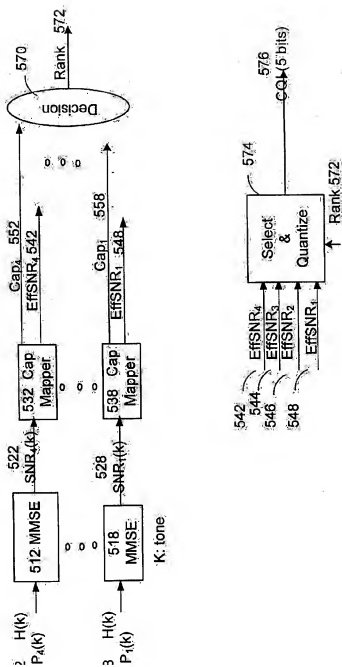 H(k)
P₄(k)
512 MMSE
522
SNR₄(k)
532 Cap
Mapper
Cap₄ 552
EffSNR₄ 542
Decision
570
Rank 572
H(k)
P₁(k)
518
MMSE
528
SNR₁(k)
538 Cap
Mapper
Cap₁ 558
EffSNR₁ 548
K: tone
542
544
546
548
EffSNR₄
EffSNR₃
EffSNR₂
EffSNR₁
Select
&
Quantize
574
Rank 572
576
CQI (5 bits)